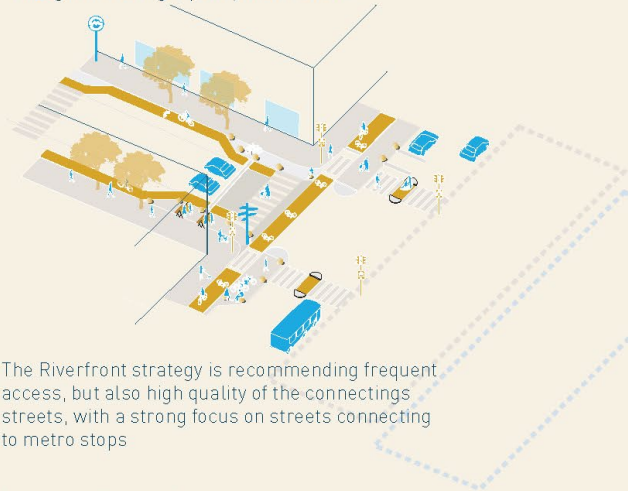 The Riverfront strategy is recommending frequent
access, but also high quality of the connectings
streets, with a strong focus on streets connecting
to metro stops